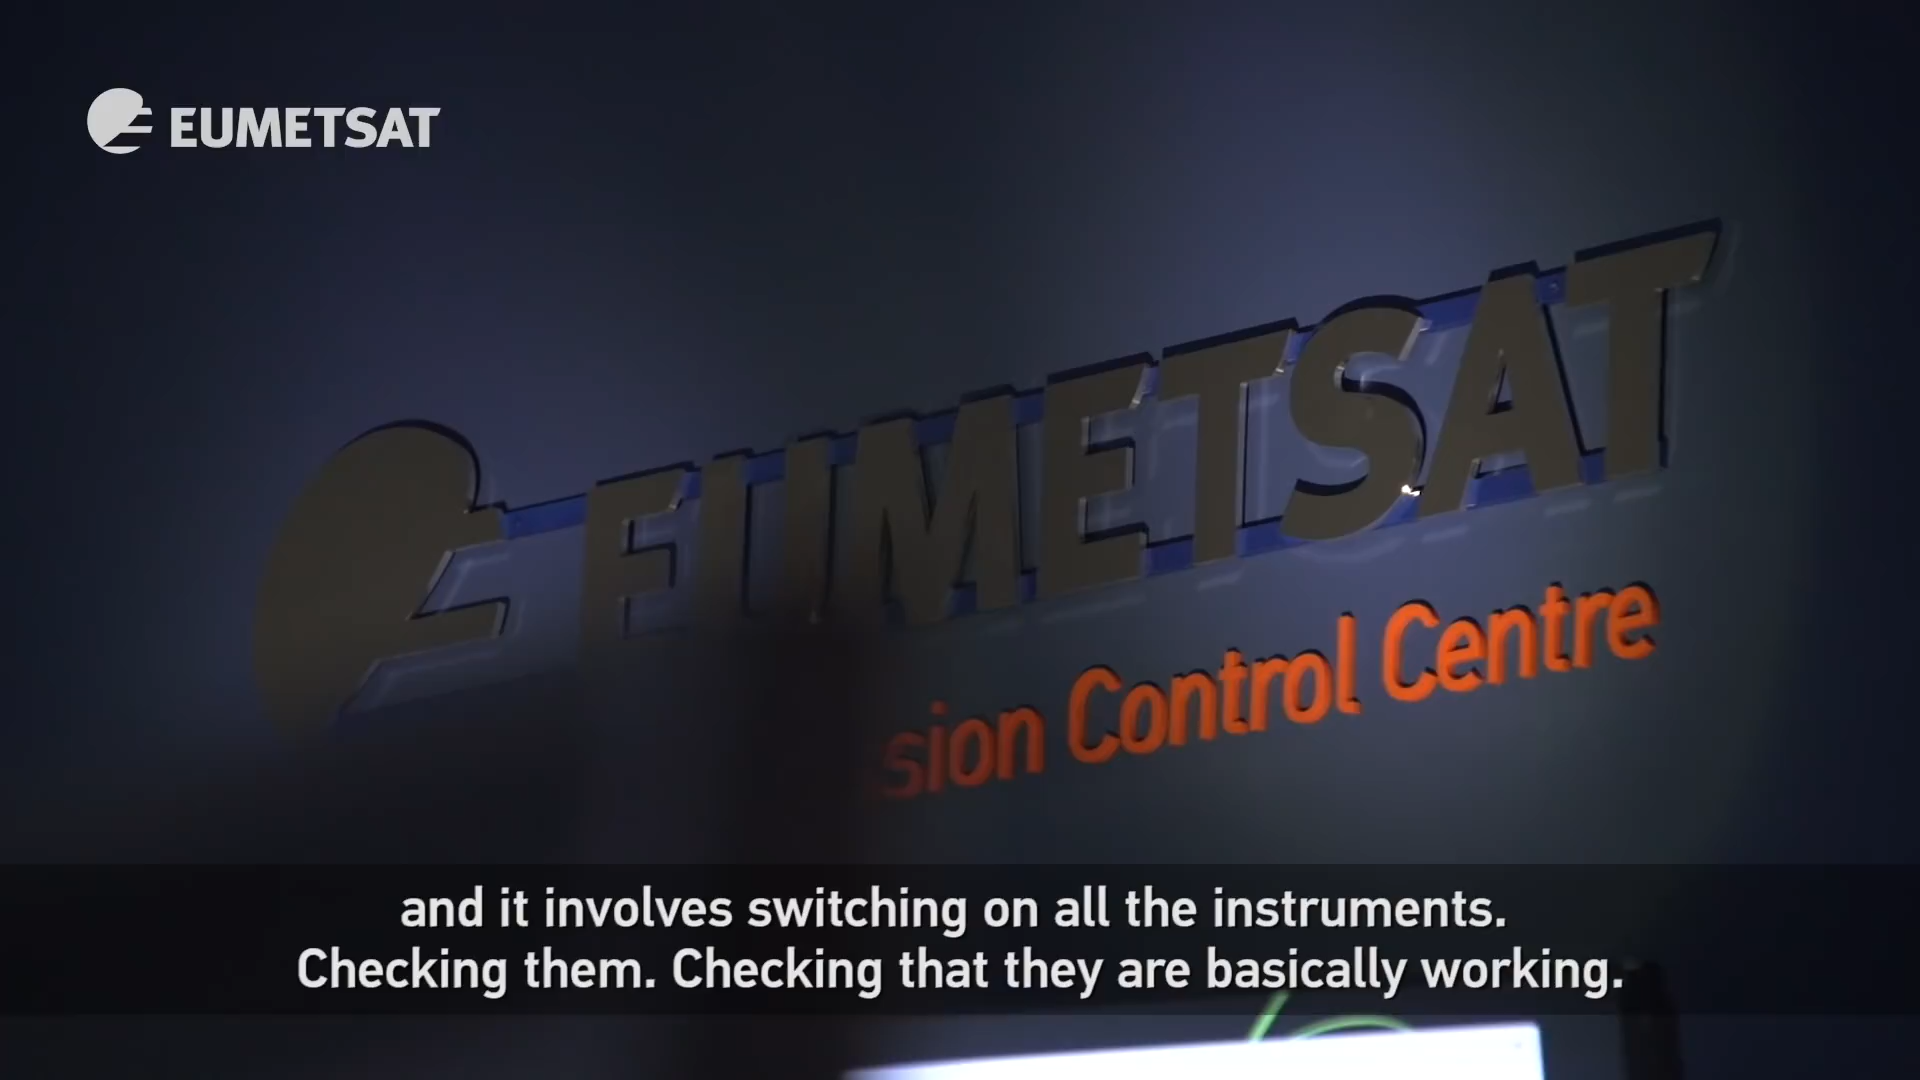 EUMETSAT
EUMETSAT
sion Control Centre
and it involves switching on all the instruments.
Checking them. Checking that they are basically working.